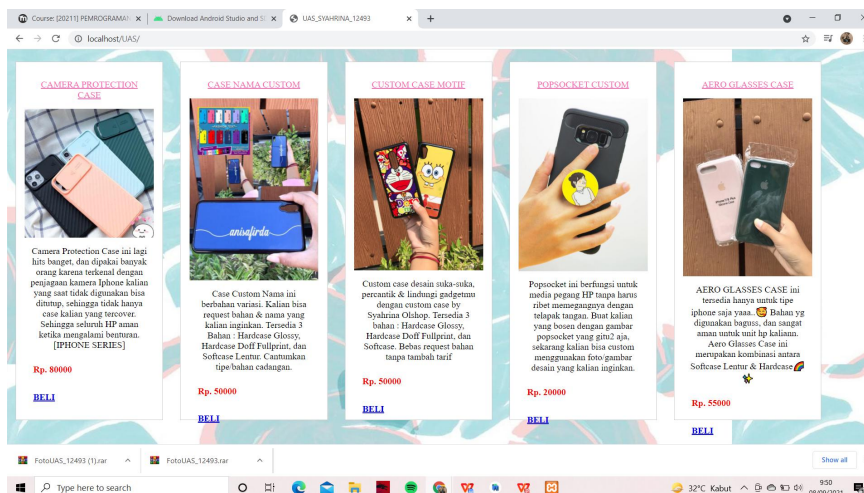 Course: [20211] PEMROGRAMAN
Download Android Studio and S
UAS_SYAHRINA_12493
localhost/UAS/
CAMERA PROTECTION
CASE
Camera Protection Case ini lagi
hits banget, dan dipakai banyak
orang karena terkenal dengan
penjagaan kamera Iphone kalian
yang saat tidak digunakan bisa
ditutup, sehingga tidak hanya
case kalian yang tercover.
Sehingga seluruh HP aman
ketika mengalami benturan.
[IPHONE SERIES]
Rp. 80000
BELI
CASE NAMA CUSTOM
anisafirda
Case Custom Nama ini
berbahan variasi. Kalian bisa
request bahan & nama yang
kalian inginkan. Tersedia 3
Bahan : Hardcase Glossy,
Hardcase Doff Fullprint, dan
Softcase Lentur. Cantumkan
tipe/bahan cadangan.
Rp. 50000
BELI
CUSTOM CASE MOTIF
Custom case desain suka-suka,
percantik & lindungi gadgetmu
dengan custom case by
Syahrina Olshop. Tersedia 3
bahan : Hardcase Glossy,
Hardcase Doff Fullprint, dan
Softcase. Bebas request bahan
tanpa tambah tarif
Rp. 50000
BELI
POPSOCKET CUSTOM
Popsocket ini berfungsi untuk
media pegang HP tanpa harus
ribet memegangnya dengan
telapak tangan. Buat kalian
yang bosen dengan gambar
popsocket yang gitu2 aja,
sekarang kalian bisa custom
menggunakan foto/gambar
desain yang kalian inginkan.
Rp. 20000
BELI
AERO GLASSES CASE
AERO GLASSES CASE ini
tersedia hanya untuk tipe
iphone saja yaaa..🥰 Bahan yg
digunakan baguss, dan sangat
aman untuk unit hp kaliann.
Aero Glasses Case ini
merupakan kombinasi antara
Softcase Lentur & Hardcase🌈
✨
Rp. 55000
BELI
FotoUAS_12493 (1).rar
FotoUAS_12493.rar
Show all
Type here to search
32°C Kabut
9:50
08/09/2021